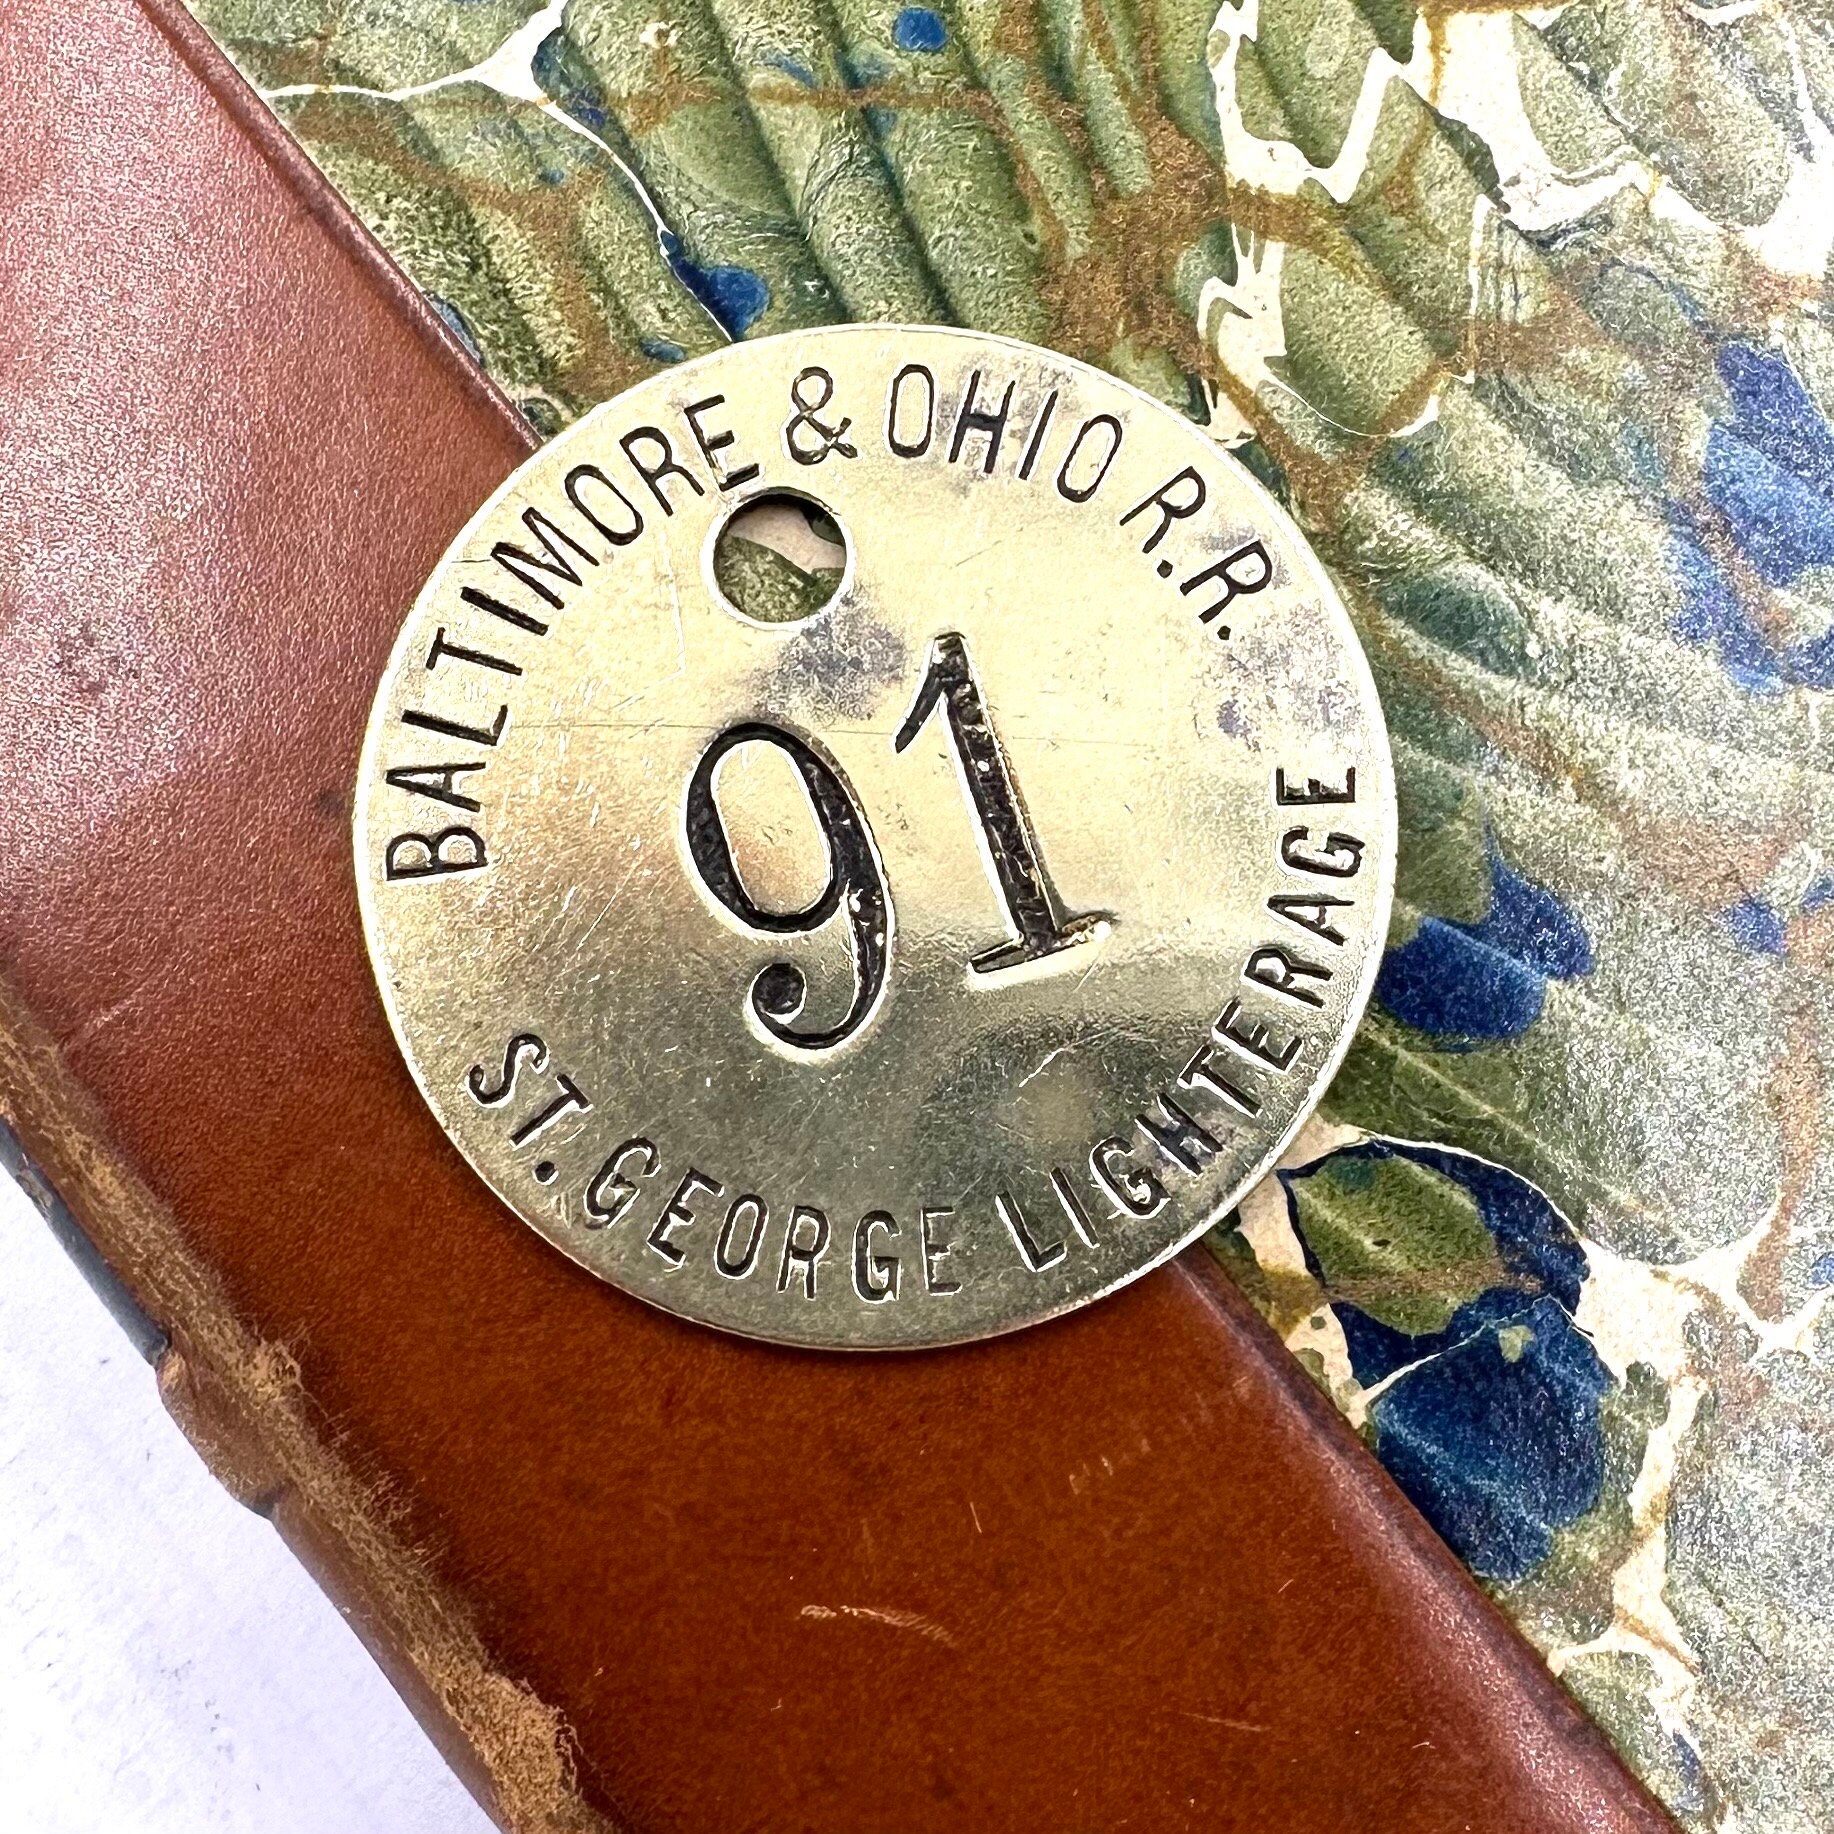 BALTIMORE & OHIO R.R.
91
ST. GEORGE LIGHTERAGE